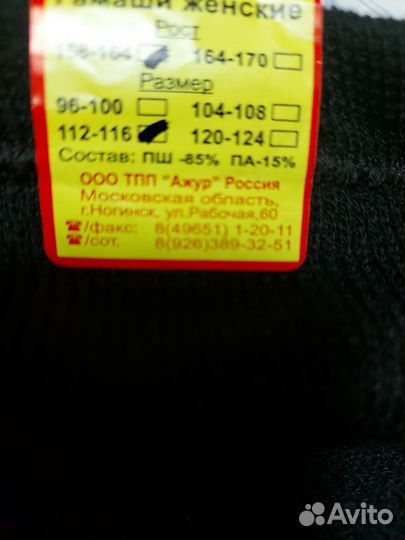 Гамаши женские
Рост
158-164 164-170
Размер
96-100 104-108
112-116 120-124
Состав: ПШ -85% ПА-15%
ООО ТПП "Ажур" Россия
Московская область,
г.Ногинск, ул.Рабочая,60
☎/факс: 8(49651) 1-20-11
☎/сот. 8(926)389-32-51
Avito